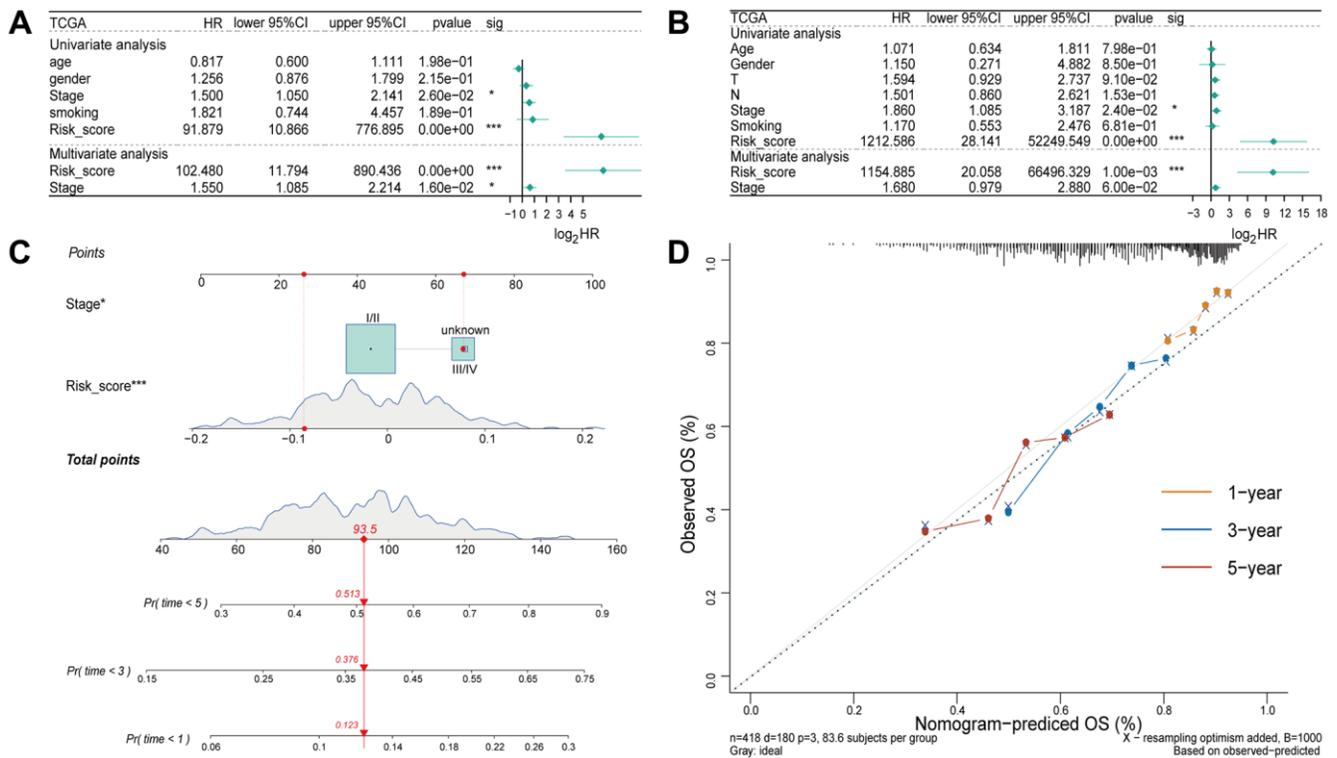 A
TCGA HR lower 95%CI upper 95%CI pvalue sig
Univariate analysis
age 0.817 0.600 1.111 1.98e−01
gender 1.256 0.876 1.799 2.15e−01
Stage 1.500 1.050 2.141 2.60e−02 *
smoking 1.821 0.744 4.457 1.89e−01
Risk_score 91.879 10.866 776.895 0.00e+00 ***
Multivariate analysis
Risk_score 102.480 11.794 890.436 0.00e+00 ***
Stage 1.550 1.085 2.214 1.60e−02 *
−1 0 1 2 3 4 5
log2HR
B
TCGA HR lower 95%CI upper 95%CI pvalue sig
Univariate analysis
Age 1.071 0.634 1.811 7.98e−01
Gender 1.150 0.271 4.882 8.50e−01
T 1.594 0.929 2.737 9.10e−02
N 1.501 0.860 2.621 1.53e−01
Stage 1.860 1.085 3.187 2.40e−02 *
Smoking 1.170 0.553 2.476 6.81e−01
Risk_score 1212.586 28.141 52249.549 0.00e+00 ***
Multivariate analysis
Risk_score 1154.885 20.058 66496.329 1.00e−03 ***
Stage 1.680 0.979 2.880 6.00e−02
−3 0 3 6 9 12 15 18
log2HR
C
Points
0 20 40 60 80 100
Stage*
I/II
unknown
III/IV
Risk_score***
−0.2 −0.1 0 0.1 0.2
Total points
93.5
40 60 80 100 120 140 160
0.513
Pr( time < 5 )
0.3 0.4 0.5 0.6 0.7 0.8 0.9
0.376
Pr( time < 3 )
0.15 0.25 0.35 0.45 0.55 0.65 0.75
0.123
Pr( time < 1 )
0.06 0.1 0.14 0.18 0.22 0.26 0.3
D
Observed OS (%)
1.0
0.8
0.6
0.4
0.2
0.0
1−year
3−year
5−year
0.0 0.2 0.4 0.6 0.8 1.0
Nomogram−prediced OS (%)
n=418 d=180 p=3, 83.6 subjects per group
Gray: ideal
X − resampling optimism added, B=1000
Based on observed−predicted